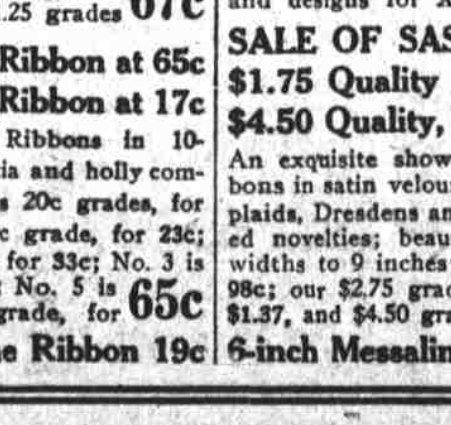 .25 grades 67c
Ribbon at 65c
Ribbon at 17c
Ribbons in 10-
ia and holly com-
s 20c grades, for
c grade, for 23c;
for 33c; No. 3 is
; No. 5 is 65c
grade, for
e Ribbon 19c
and designs for
SALE OF SAS
$1.75 Quality
$4.50 Quality,
An exquisite show
bons in satin velou
plaids, Dresdens an
ed novelties; beau
widths to 9 inches
98c; our $2.75 grad
$1.37, and $4.50 gra
6-inch Messalin